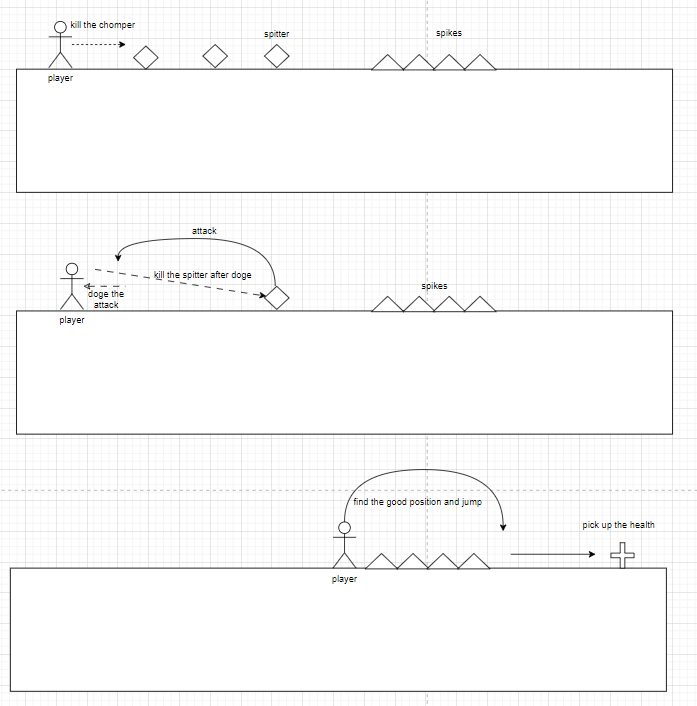 kill the chomper
spitter
spikes
player
attack
kill the spitter after doge
doge the
attack
spikes
player
find the good position and jump
pick up the health
player